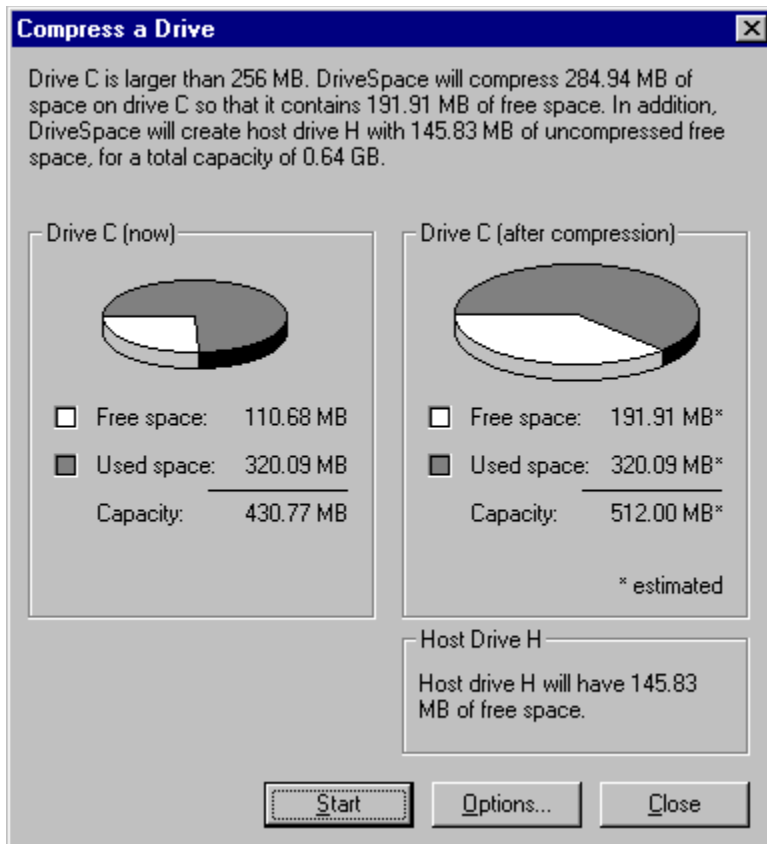 Compress a Drive
Drive C is larger than 256 MB. DriveSpace will compress 284.94 MB of
space on drive C so that it contains 191.91 MB of free space. In addition,
DriveSpace will create host drive H with 145.83 MB of uncompressed free
space, for a total capacity of 0.64 GB.
Drive C (now)
Free space: 110.68 MB
Used space: 320.09 MB
Capacity: 430.77 MB
Drive C (after compression)
Free space: 191.91 MB*
Used space: 320.09 MB*
Capacity: 512.00 MB*
* estimated
Host Drive H
Host drive H will have 145.83
MB of free space.
Start
Options...
Close